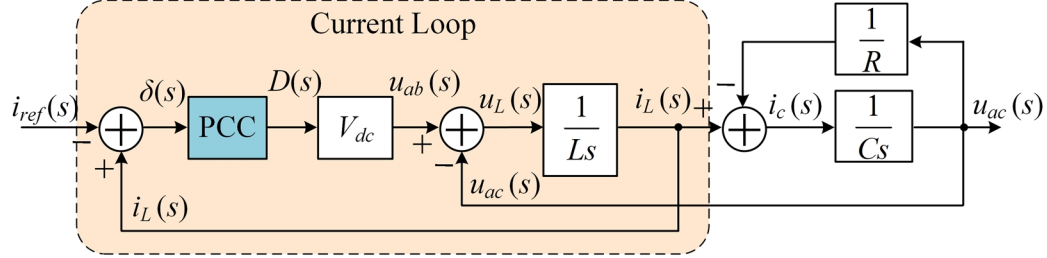 Current Loop
i_ref(s)
−
+
δ(s)
PCC
D(s)
V_dc
u_ab(s)
+
−
u_L(s)
1
Ls
i_L(s)
+
−
i_c(s)
1
R
1
Cs
u_ac(s)
u_ac(s)
i_L(s)